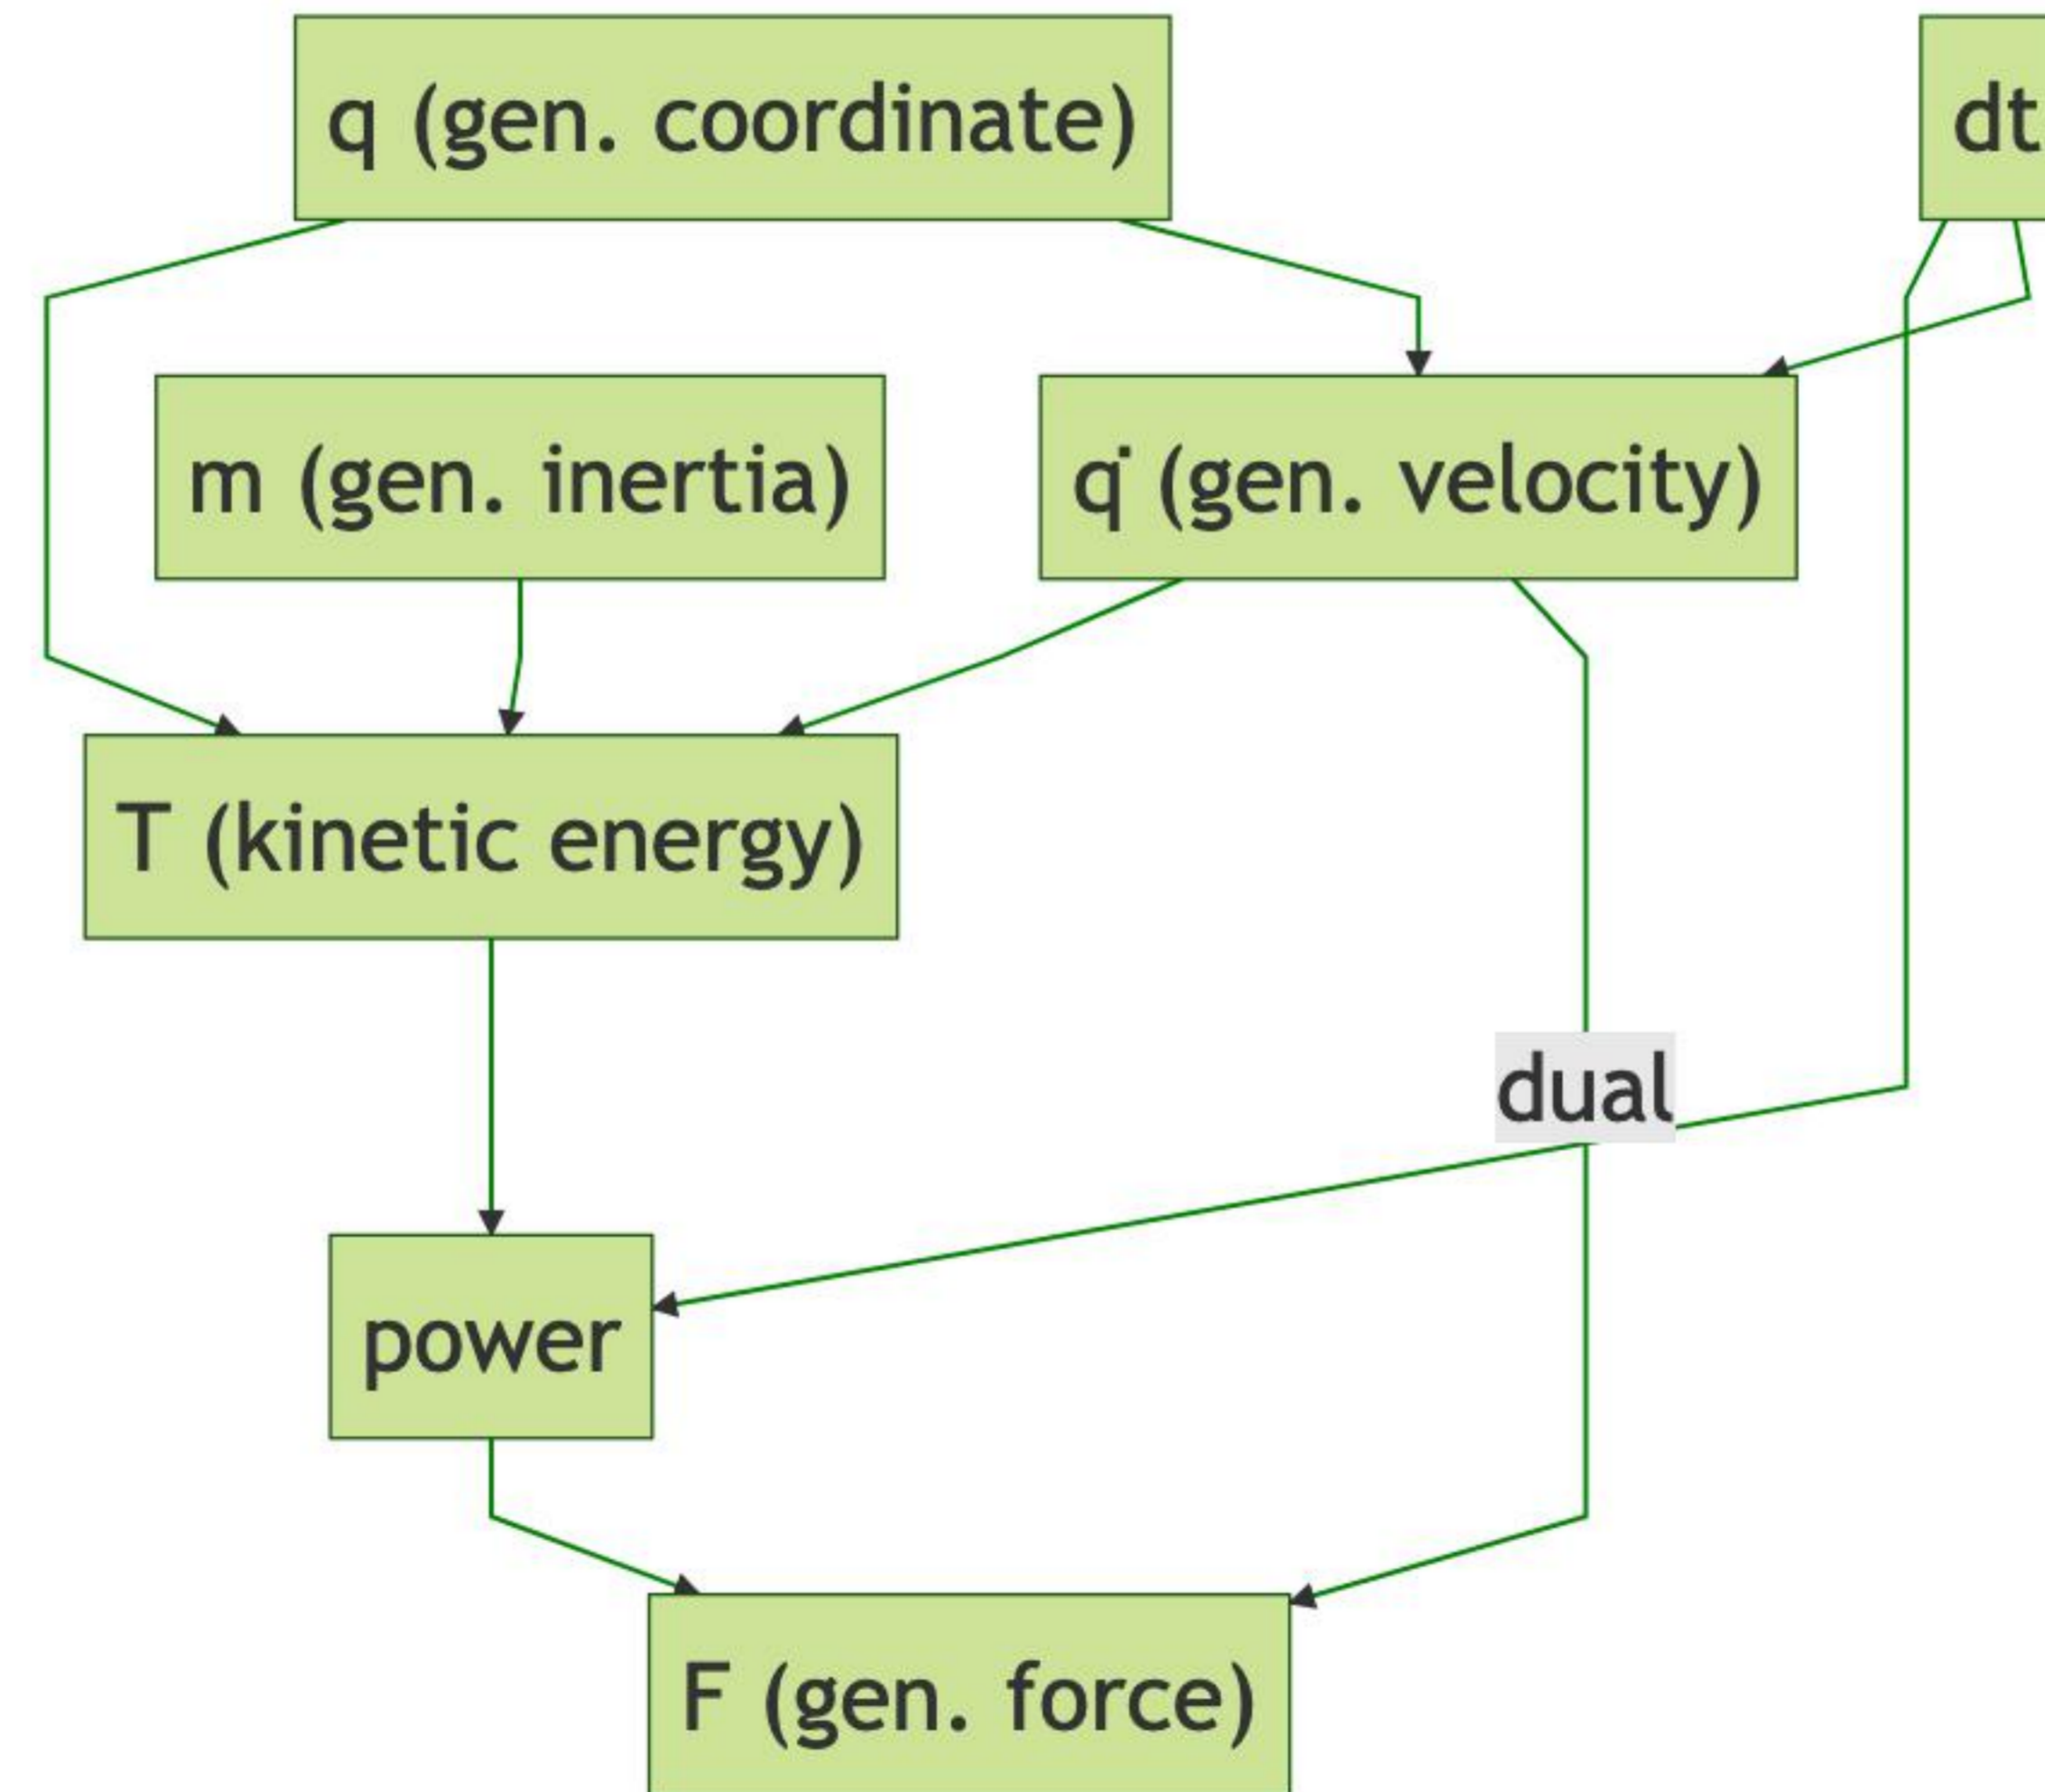 q (gen. coordinate)
dt
m (gen. inertia)
q̇ (gen. velocity)
T (kinetic energy)
dual
power
F (gen. force)